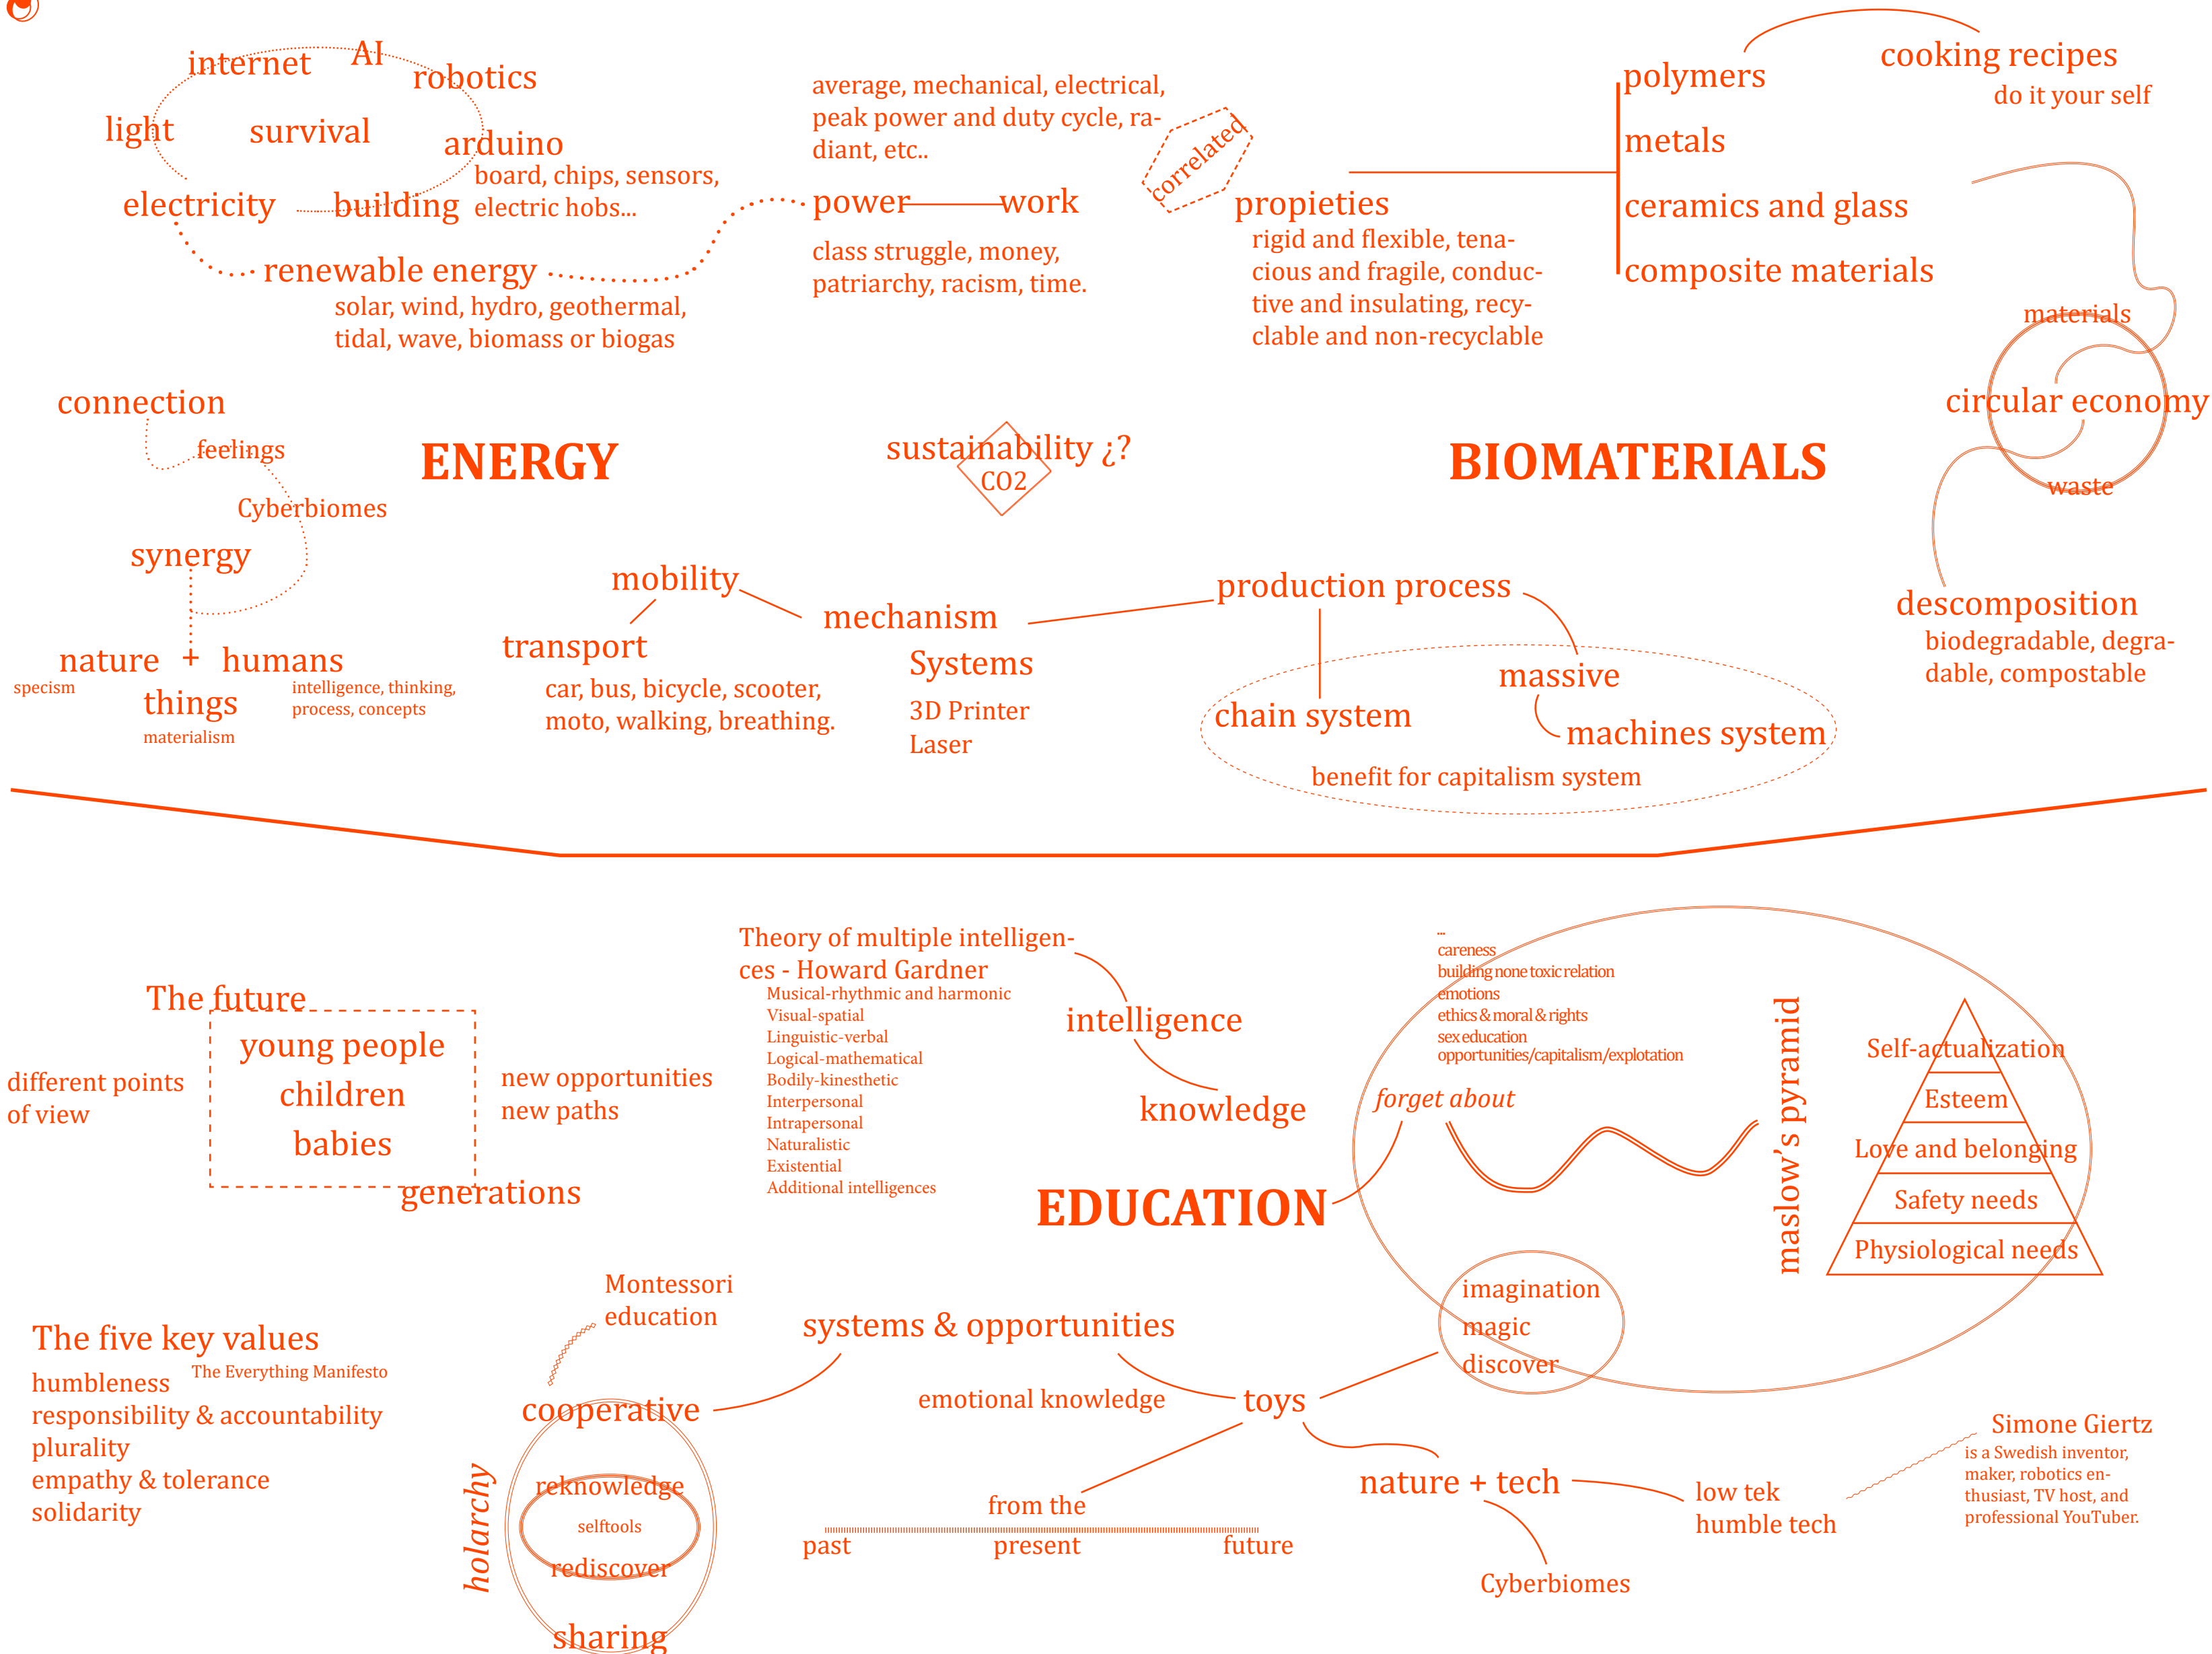 internet
AI
robotics
light
survival
arduino
board, chips, sensors,
electric hobs...
electricity
building
renewable energy
solar, wind, hydro, geothermal,
tidal, wave, biomass or biogas
average, mechanical, electrical,
peak power and duty cycle, ra-
diant, etc..
power
work
class struggle, money,
patriarchy, racism, time.
correlated
propieties
rigid and flexible, tena-
cious and fragile, conduc-
tive and insulating, recy-
clable and non-recyclable
polymers
metals
ceramics and glass
composite materials
cooking recipes
do it your self
materials
circular economy
waste
connection
feelings
Cyberbiomes
synergy
nature + humans
specism
things
materialism
intelligence, thinking,
process, concepts
ENERGY
sustainability ¿?
CO2
BIOMATERIALS
mobility
transport
car, bus, bicycle, scooter,
moto, walking, breathing.
mechanism
Systems
3D Printer
Laser
production process
massive
chain system
machines system
benefit for capitalism system
descomposition
biodegradable, degra-
dable, compostable
The future
young people
children
babies
different points
of view
new opportunities
new paths
generations
Theory of multiple intelligen-
ces - Howard Gardner
Musical-rhythmic and harmonic
Visual-spatial
Linguistic-verbal
Logical-mathematical
Bodily-kinesthetic
Interpersonal
Intrapersonal
Naturalistic
Existential
Additional intelligences
intelligence
knowledge
EDUCATION
...
careness
building none toxic relation
emotions
ethics & moral & rights
sex education
opportunities/capitalism/explotation
forget about
maslow's pyramid
Self-actualization
Esteem
Love and belonging
Safety needs
Physiological needs
imagination
magic
discover
The five key values
The Everything Manifesto
humbleness
responsibility & accountability
plurality
empathy & tolerance
solidarity
Montessori
education
cooperative
holarchy
reknowledge
selftools
rediscover
sharing
systems & opportunities
emotional knowledge
toys
from the
past
present
future
nature + tech
Cyberbiomes
low tek
humble tech
Simone Giertz
is a Swedish inventor,
maker, robotics en-
thusiast, TV host, and
professional YouTuber.